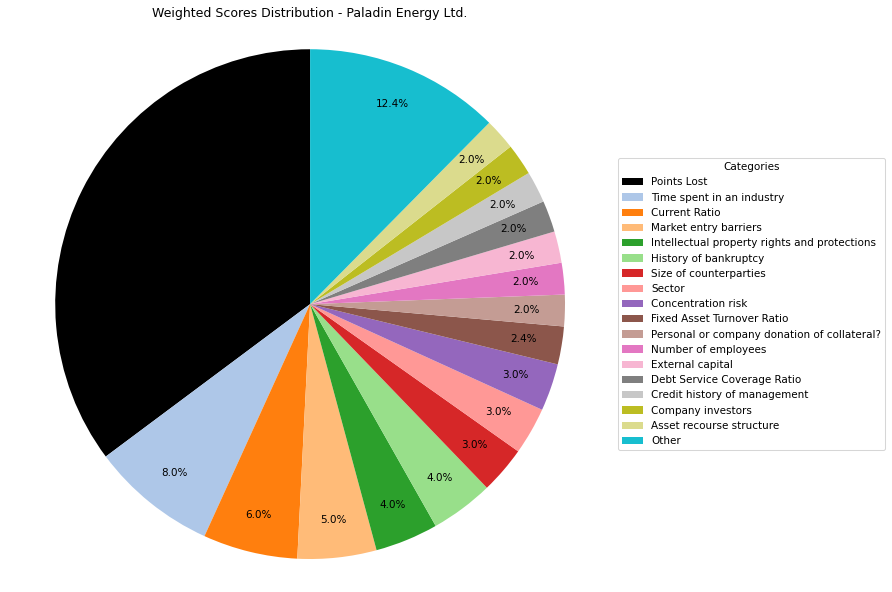 Weighted Scores Distribution - Paladin Energy Ltd.
12.4%
2.0%
2.0%
2.0%
2.0%
2.0%
2.0%
2.0%
2.4%
3.0%
3.0%
3.0%
4.0%
4.0%
5.0%
6.0%
8.0%
Categories
Points Lost
Time spent in an industry
Current Ratio
Market entry barriers
Intellectual property rights and protections
History of bankruptcy
Size of counterparties
Sector
Concentration risk
Fixed Asset Turnover Ratio
Personal or company donation of collateral?
Number of employees
External capital
Debt Service Coverage Ratio
Credit history of management
Company investors
Asset recourse structure
Other